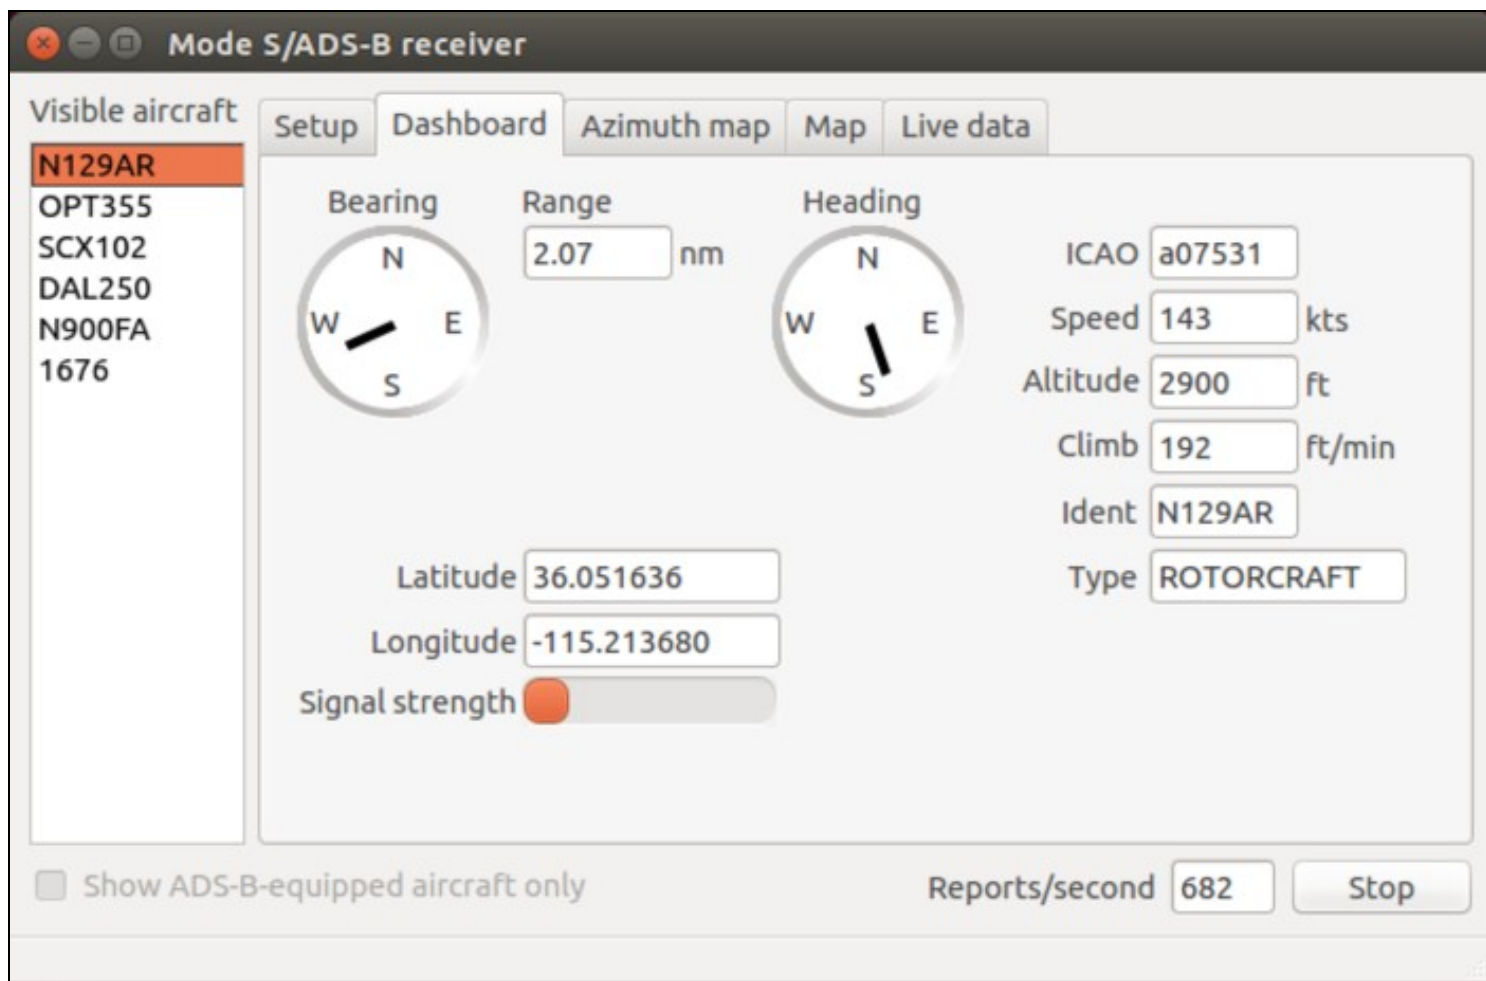 Mode S/ADS-B receiver
Visible aircraft
N129AR
OPT355
SCX102
DAL250
N900FA
1676
Setup Dashboard Azimuth map Map Live data
Bearing
N
W E
S
Range
2.07 nm
Heading
N
W E
S
ICAO a07531
Speed 143 kts
Altitude 2900 ft
Climb 192 ft/min
Ident N129AR
Type ROTORCRAFT
Latitude 36.051636
Longitude -115.213680
Signal strength
Show ADS-B-equipped aircraft only
Reports/second 682 Stop